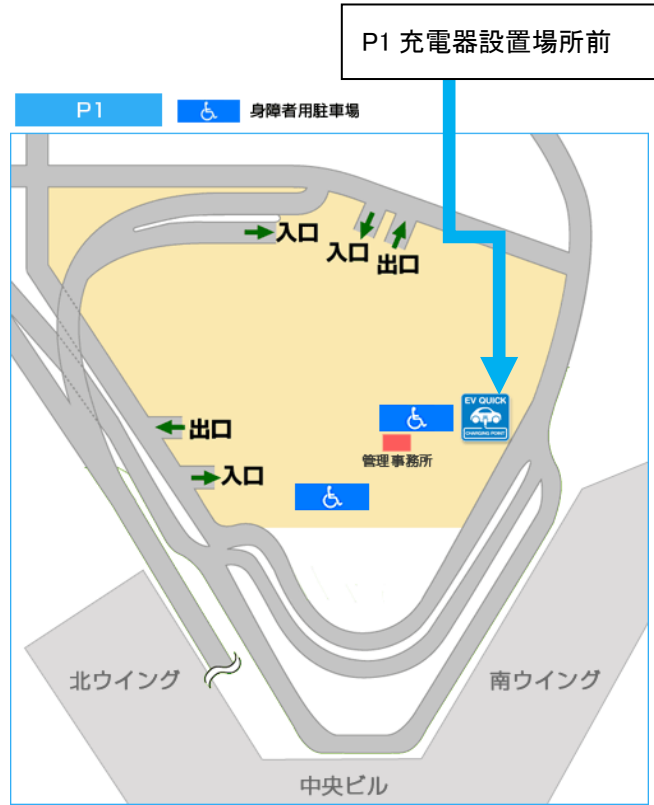 P1 充電器設置場所前
P1
身障者用駐車場
入口
入口
出口
EV QUICK
CHARGING POINT
出口
管理事務所
入口
北ウイング
南ウイング
中央ビル